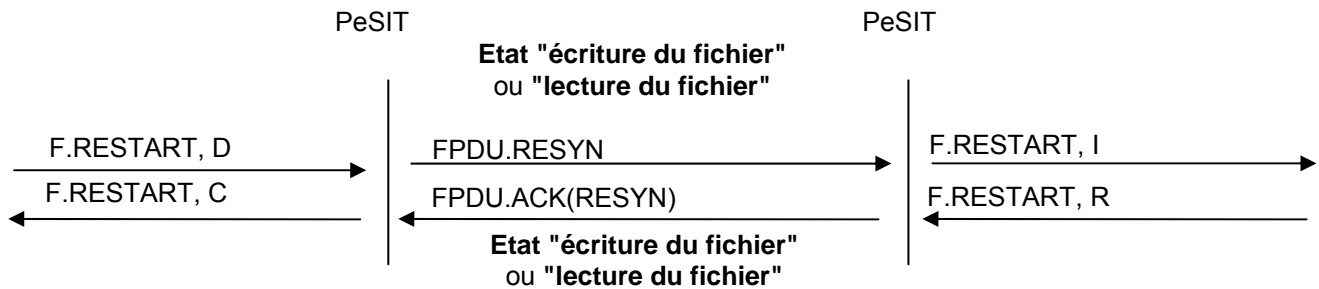 PeSIT PeSIT
Etat "écriture du fichier"
ou "lecture du fichier"
F.RESTART, D FPDU.RESYN F.RESTART, I
F.RESTART, C FPDU.ACK(RESYN) F.RESTART, R
Etat "écriture du fichier"
ou "lecture du fichier"